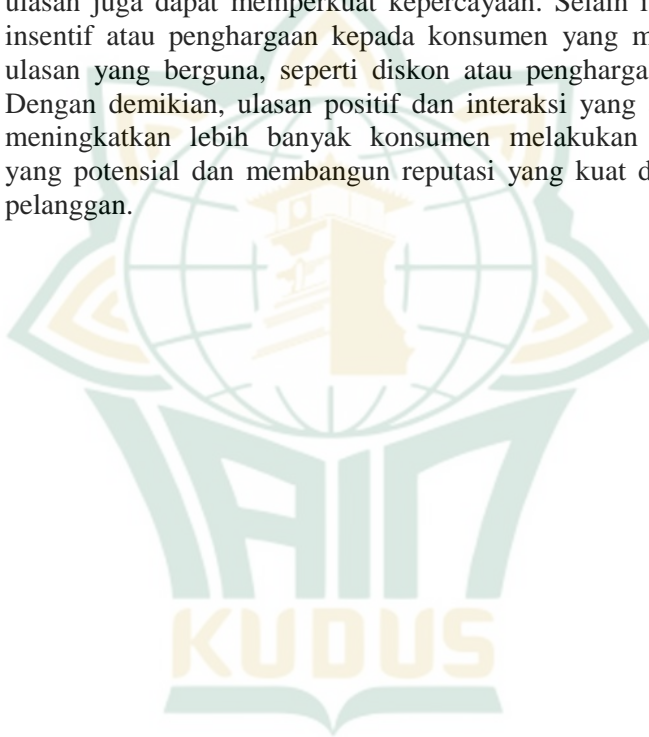 ulasan juga dapat memperkuat kepercayaan. Selain
insentif atau penghargaan kepada konsumen yang
ulasan yang berguna, seperti diskon atau
Dengan demikian, ulasan positif dan interaksi yang
meningkatkan lebih banyak konsumen melakukan
yang potensial dan membangun reputasi yang kuat
pelanggan.
IAIN
KUDUS